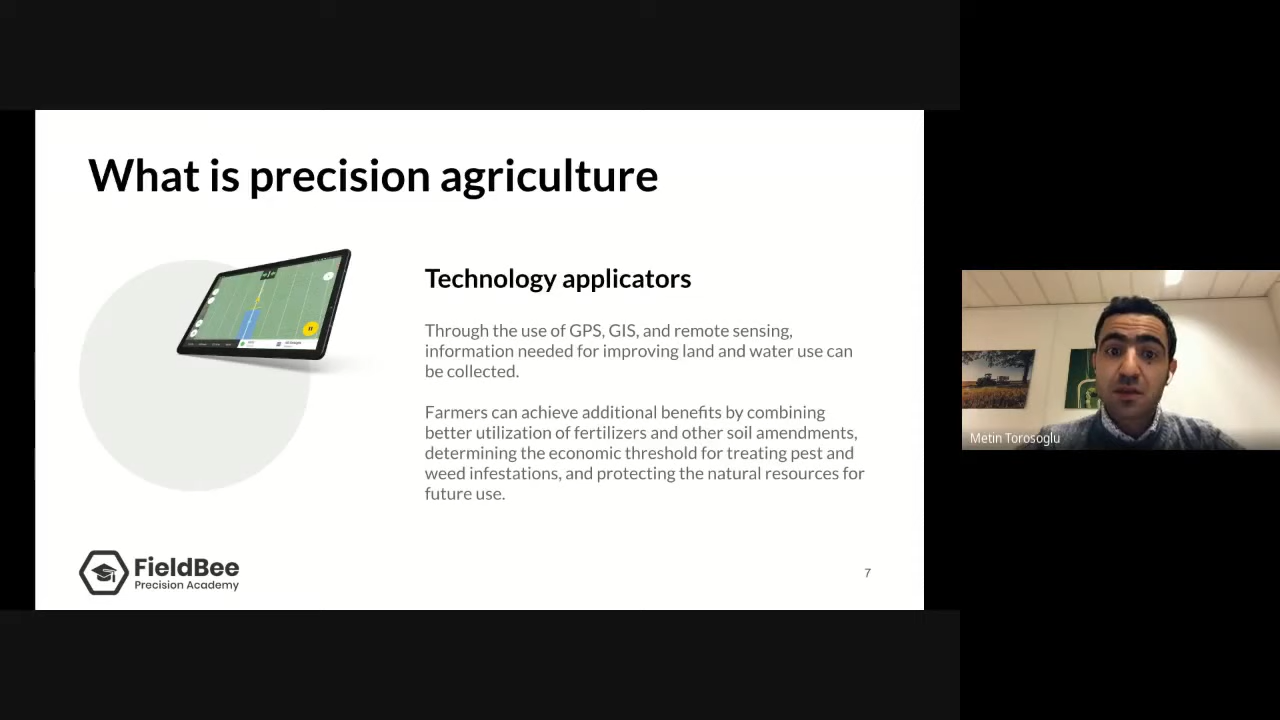 What is precision agriculture
Technology applicators
Through the use of GPS, GIS, and remote sensing,
information needed for improving land and water use can
be collected.
Farmers can achieve additional benefits by combining
better utilization of fertilizers and other soil amendments,
determining the economic threshold for treating pest and
weed infestations, and protecting the natural resources for
future use.
FieldBee
Precision Academy
7
Metin Torosoglu